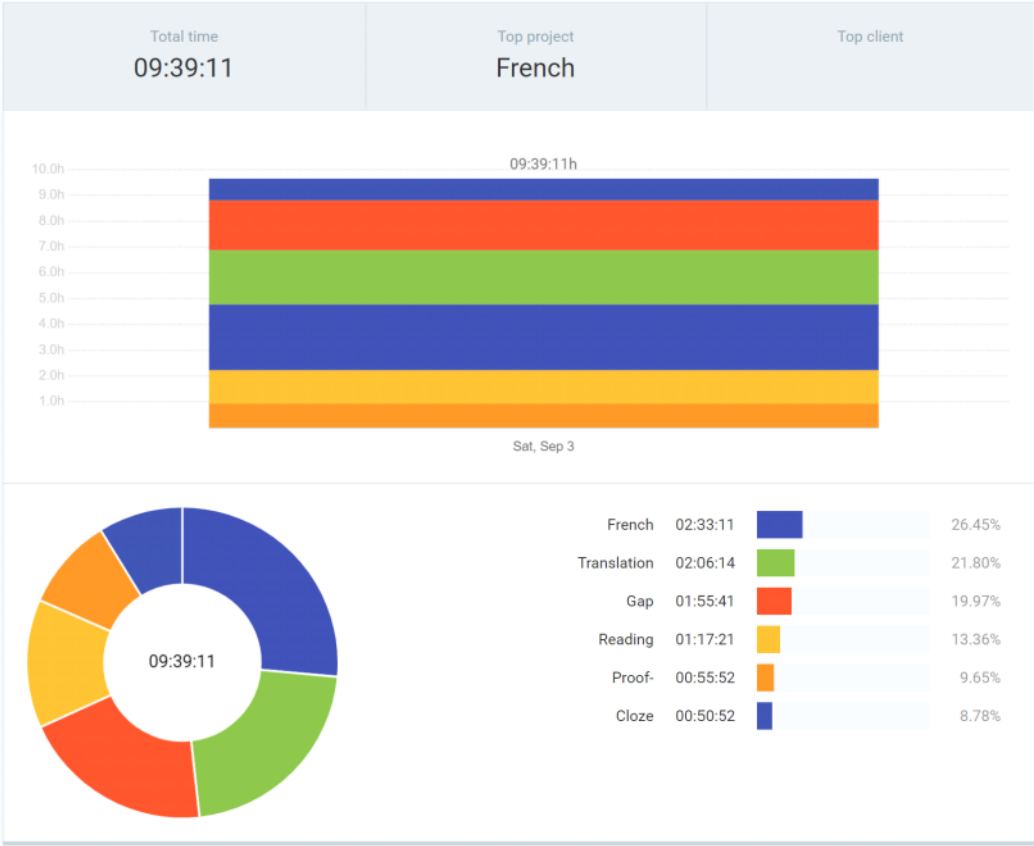 Total time
09:39:11
Top project
French
Top client
09:39:11h
10.0h
9.0h
8.0h
7.0h
6.0h
5.0h
4.0h
3.0h
2.0h
1.0h
Sat, Sep 3
09:39:11
French 02:33:11 26.45%
Translation 02:06:14 21.80%
Gap 01:55:41 19.97%
Reading 01:17:21 13.36%
Proof- 00:55:52 9.65%
Cloze 00:50:52 8.78%